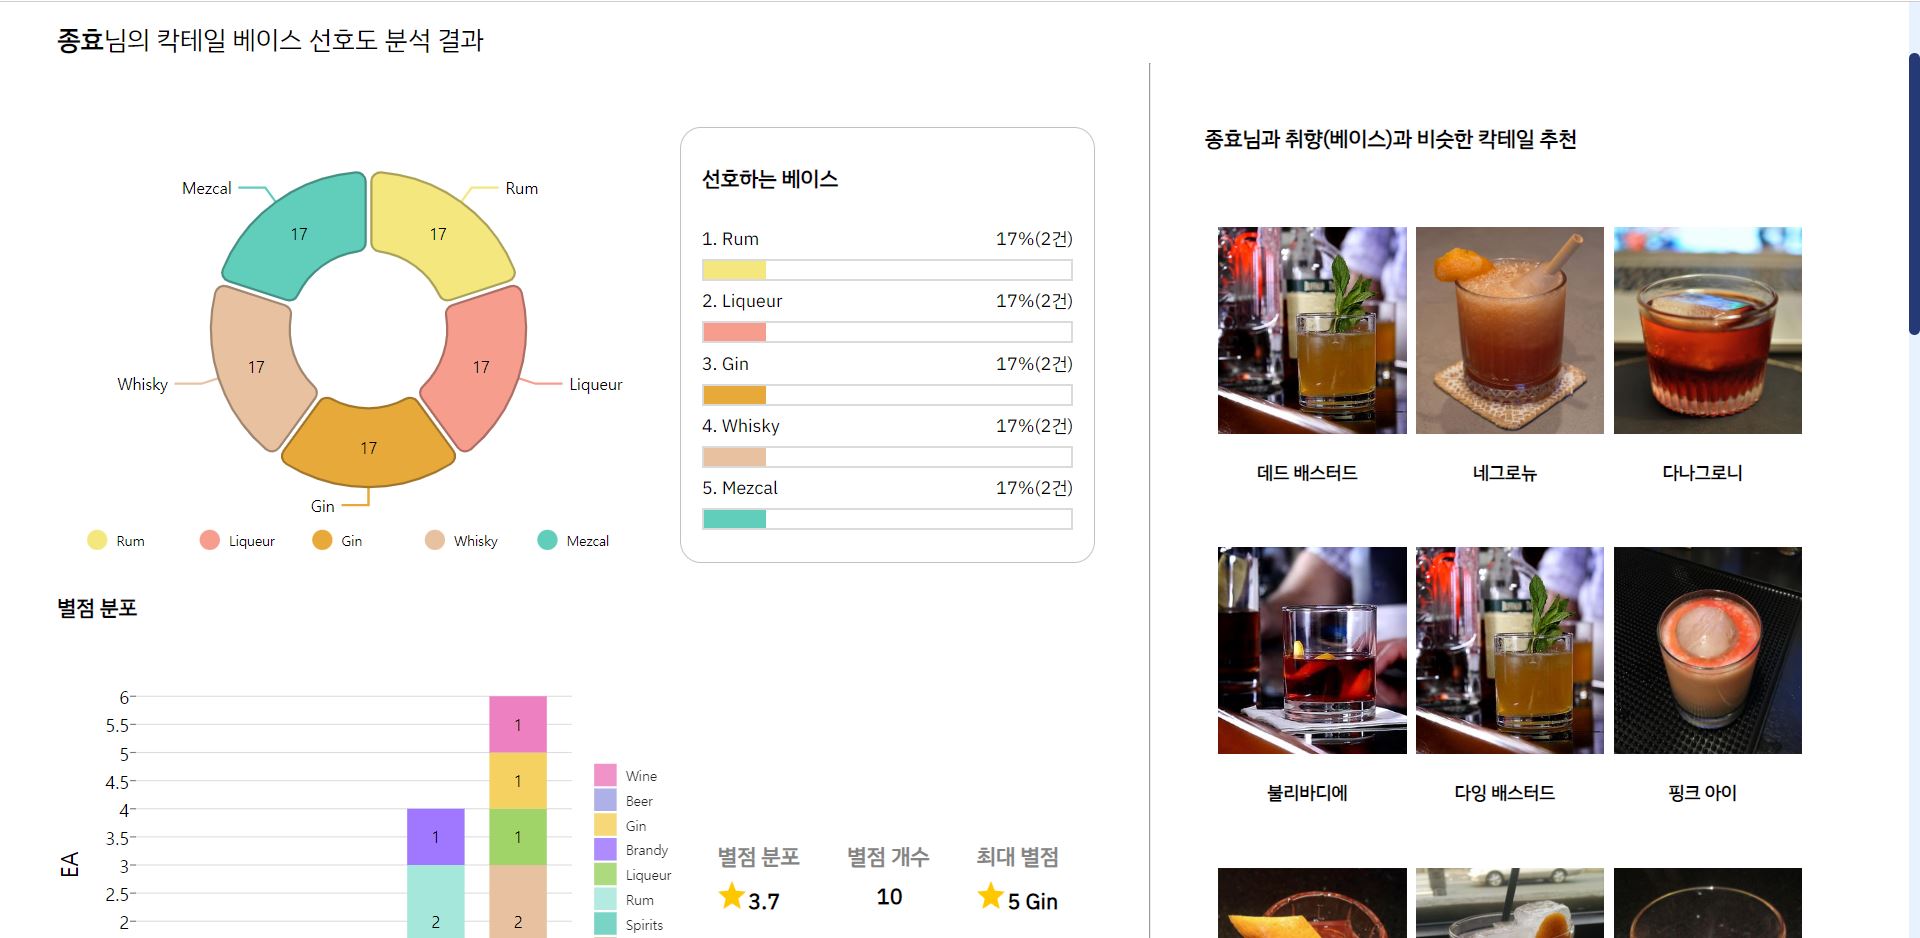 종효님의 칵테일 베이스 선호도 분석 결과
Mezcal
Rum
17
17
Whisky
17
17
Liqueur
17
Gin
Rum
Liqueur
Gin
Whisky
Mezcal
선호하는 베이스
1. Rum 17%(2건)
2. Liqueur 17%(2건)
3. Gin 17%(2건)
4. Whisky 17%(2건)
5. Mezcal 17%(2건)
별점 분포
6
5.5
5
4.5
4
3.5
3
2.5
2
EA
1
1
1
1
2
2
Wine
Beer
Gin
Brandy
Liqueur
Rum
Spirits
별점 분포
3.7
별점 개수
10
최대 별점
5 Gin
종효님과 취향(베이스)과 비슷한 칵테일 추천
데드 배스터드
네그로뉴
다나그로니
불리바디에
다잉 배스터드
핑크 아이